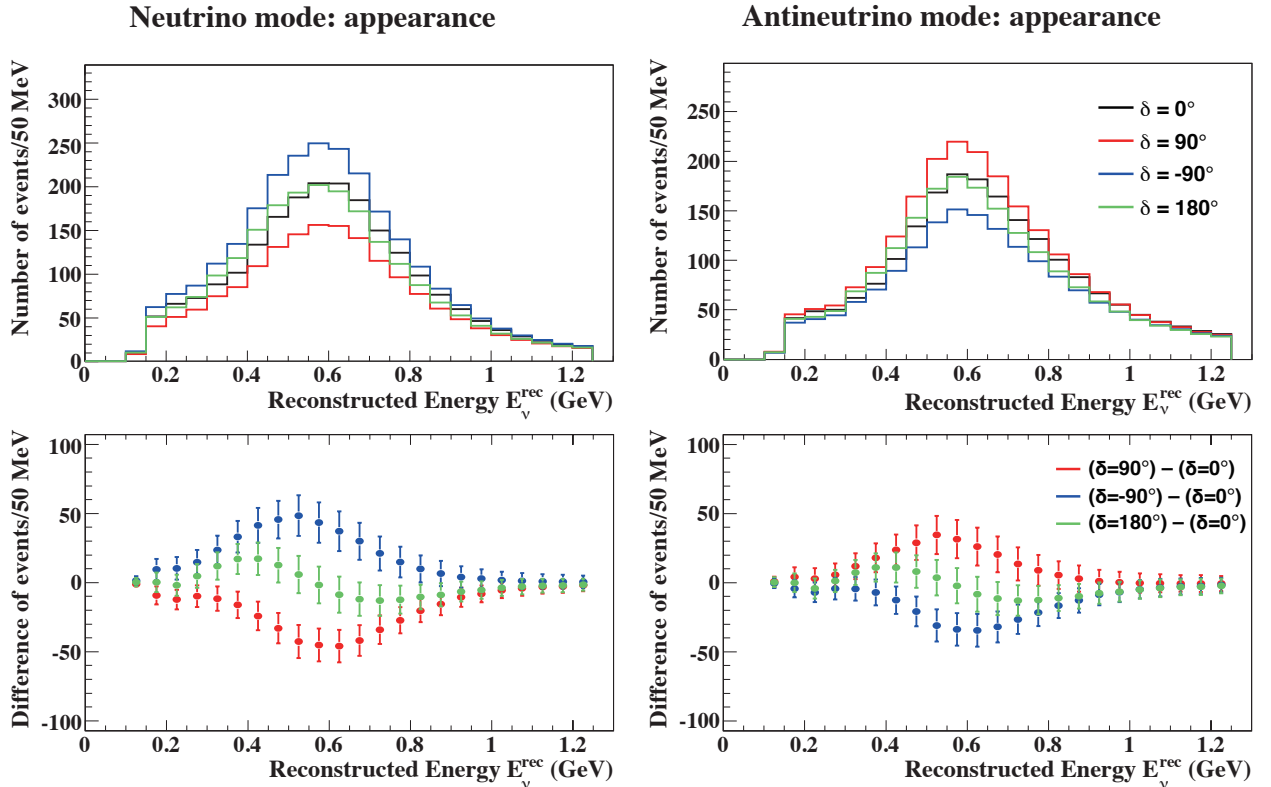 Neutrino mode: appearance
Number of events/50 MeV
300
250
200
150
100
50
0
0 0.2 0.4 0.6 0.8 1 1.2
Reconstructed Energy E_ν^rec (GeV)
Antineutrino mode: appearance
Number of events/50 MeV
250
200
150
100
50
0
δ = 0°
δ = 90°
δ = -90°
δ = 180°
0 0.2 0.4 0.6 0.8 1 1.2
Reconstructed Energy E_ν^rec (GeV)
Difference of events/50 MeV
100
50
0
-50
-100
0 0.2 0.4 0.6 0.8 1 1.2
Reconstructed Energy E_ν^rec (GeV)
Difference of events/50 MeV
100
50
0
-50
-100
(δ=90°) − (δ=0°)
(δ=-90°) − (δ=0°)
(δ=180°) − (δ=0°)
0 0.2 0.4 0.6 0.8 1 1.2
Reconstructed Energy E_ν^rec (GeV)